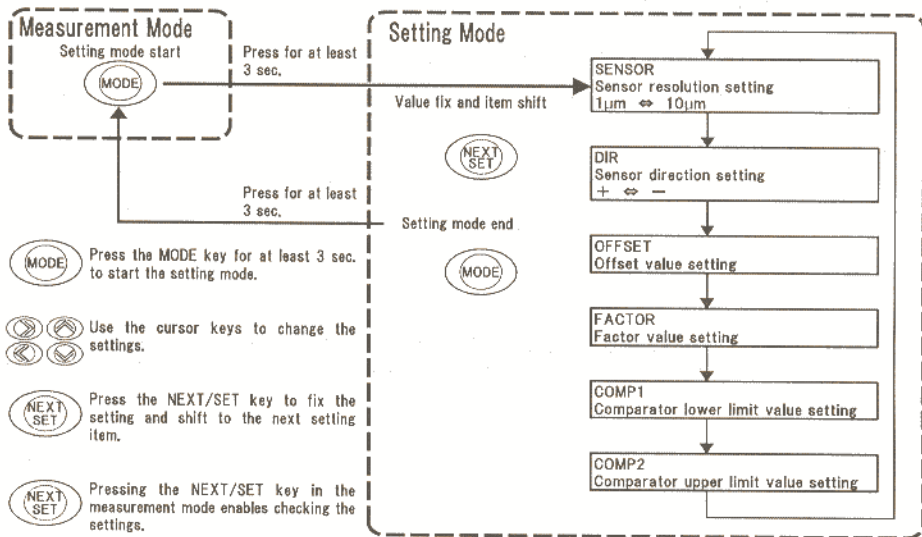 Measurement Mode
Setting mode start
MODE
Press for at least
3 sec.
Press for at least
3 sec.
MODE
Press the MODE key for at least 3 sec.
to start the setting mode.
Use the cursor keys to change the
settings.
NEXT
SET
Press the NEXT/SET key to fix the
setting and shift to the next setting
item.
NEXT
SET
Pressing the NEXT/SET key in the
measurement mode enables checking the
settings.
Setting Mode
Value fix and item shift
NEXT
SET
Setting mode end
MODE
SENSOR
Sensor resolution setting
1μm ⇔ 10μm
DIR
Sensor direction setting
+ ⇔ −
OFFSET
Offset value setting
FACTOR
Factor value setting
COMP1
Comparator lower limit value setting
COMP2
Comparator upper limit value setting